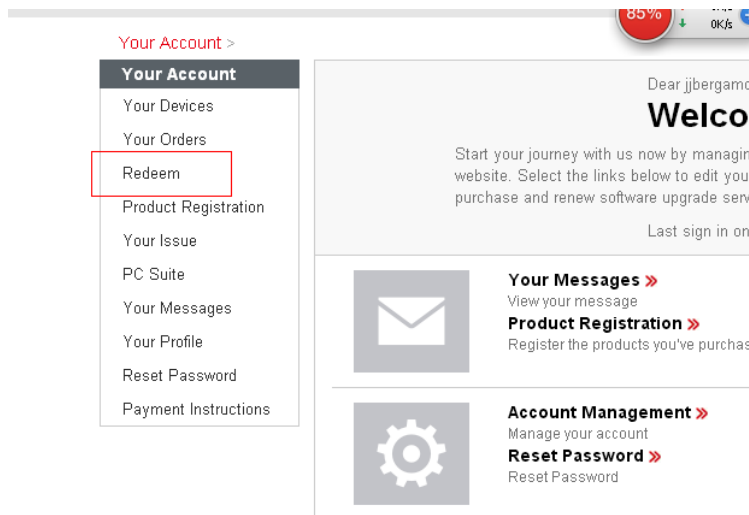 85%
0K/s
Your Account >
Your Account
Your Devices
Your Orders
Redeem
Product Registration
Your Issue
PC Suite
Your Messages
Your Profile
Reset Password
Payment Instructions
Dear jjbergamo
Welco
Start your journey with us now by managin
website. Select the links below to edit you
purchase and renew software upgrade serv
Last sign in on
Your Messages »
View your message
Product Registration »
Register the products you've purchas
Account Management »
Manage your account
Reset Password »
Reset Password